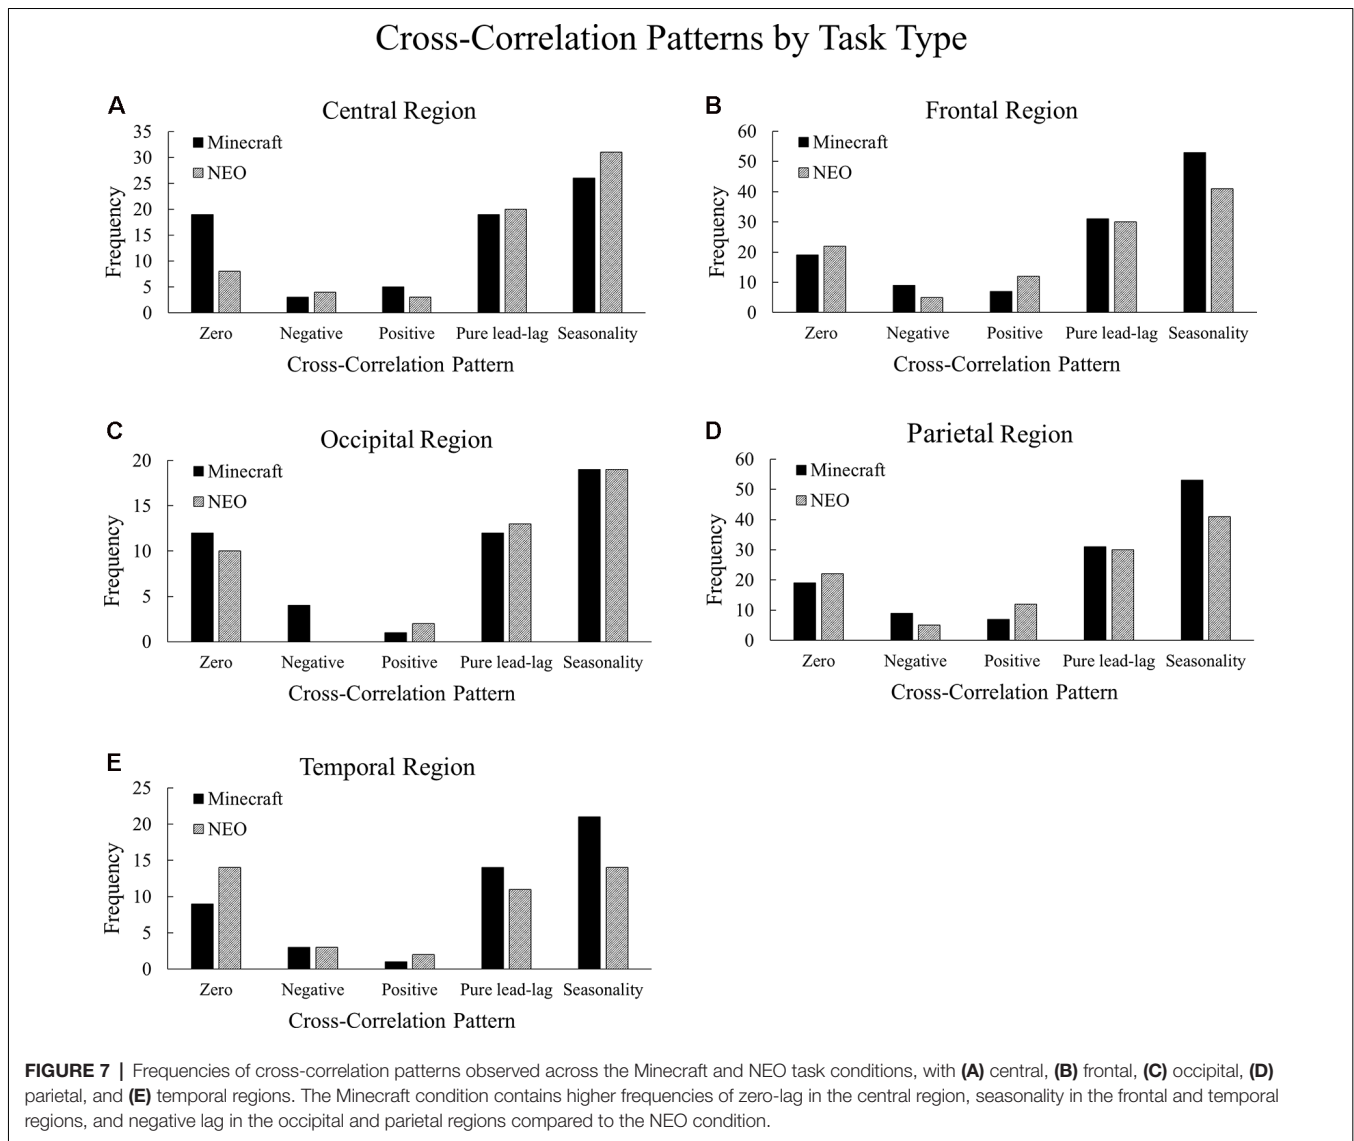 Cross-Correlation Patterns by Task Type
A
Central Region
35
30
25
20
15
10
5
0
Frequency
Minecraft
NEO
Zero Negative Positive Pure lead-lag Seasonality
Cross-Correlation Pattern
B
Frontal Region
60
50
40
30
20
10
0
Frequency
Minecraft
NEO
Zero Negative Positive Pure lead-lag Seasonality
Cross-Correlation Pattern
C
Occipital Region
20
15
10
5
0
Frequency
Minecraft
NEO
Zero Negative Positive Pure lead-lag Seasonality
Cross-Correlation Pattern
D
Parietal Region
60
50
40
30
20
10
0
Frequency
Minecraft
NEO
Zero Negative Positive Pure lead-lag Seasonality
Cross-Correlation Pattern
E
Temporal Region
25
20
15
10
5
0
Frequency
Minecraft
NEO
Zero Negative Positive Pure lead-lag Seasonality
Cross-Correlation Pattern
FIGURE 7 | Frequencies of cross-correlation patterns observed across the Minecraft and NEO task conditions, with (A) central, (B) frontal, (C) occipital, (D)
parietal, and (E) temporal regions. The Minecraft condition contains higher frequencies of zero-lag in the central region, seasonality in the frontal and temporal
regions, and negative lag in the occipital and parietal regions compared to the NEO condition.